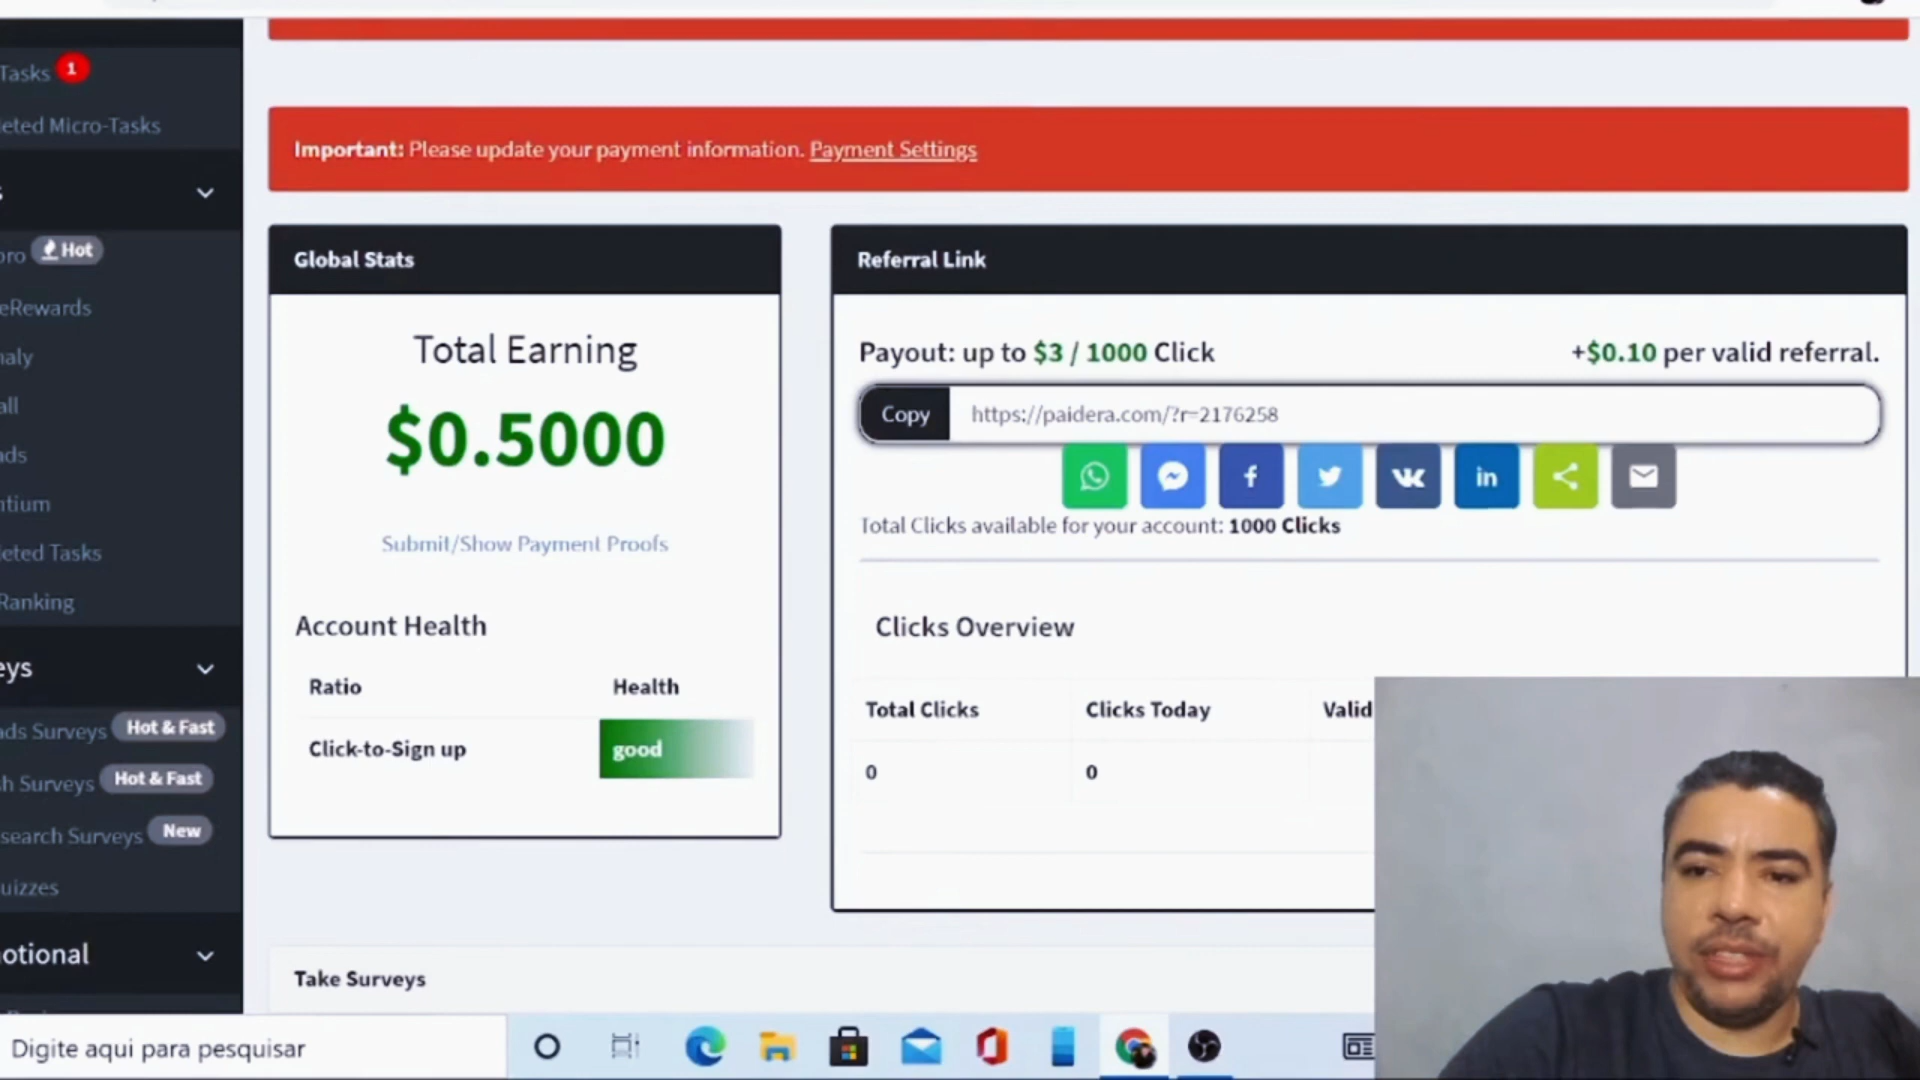 Tasks 1
eted Micro-Tasks
Important: Please update your payment information. Payment Settings
s
oro Hot
eRewards
naly
all
ads
ntium
eted Tasks
Ranking
eys
ads Surveys Hot & Fast
h Surveys Hot & Fast
search Surveys New
uizzes
otional
Global Stats
Total Earning
$0.5000
Submit/Show Payment Proofs
Account Health
Ratio Health
Click-to-Sign up good
Referral Link
Payout: up to $3 / 1000 Click +$0.10 per valid referral.
Copy https://paidera.com/?r=2176258
Total Clicks available for your account: 1000 Clicks
Clicks Overview
Total Clicks Clicks Today Valid
0 0
Take Surveys
Digite aqui para pesquisar